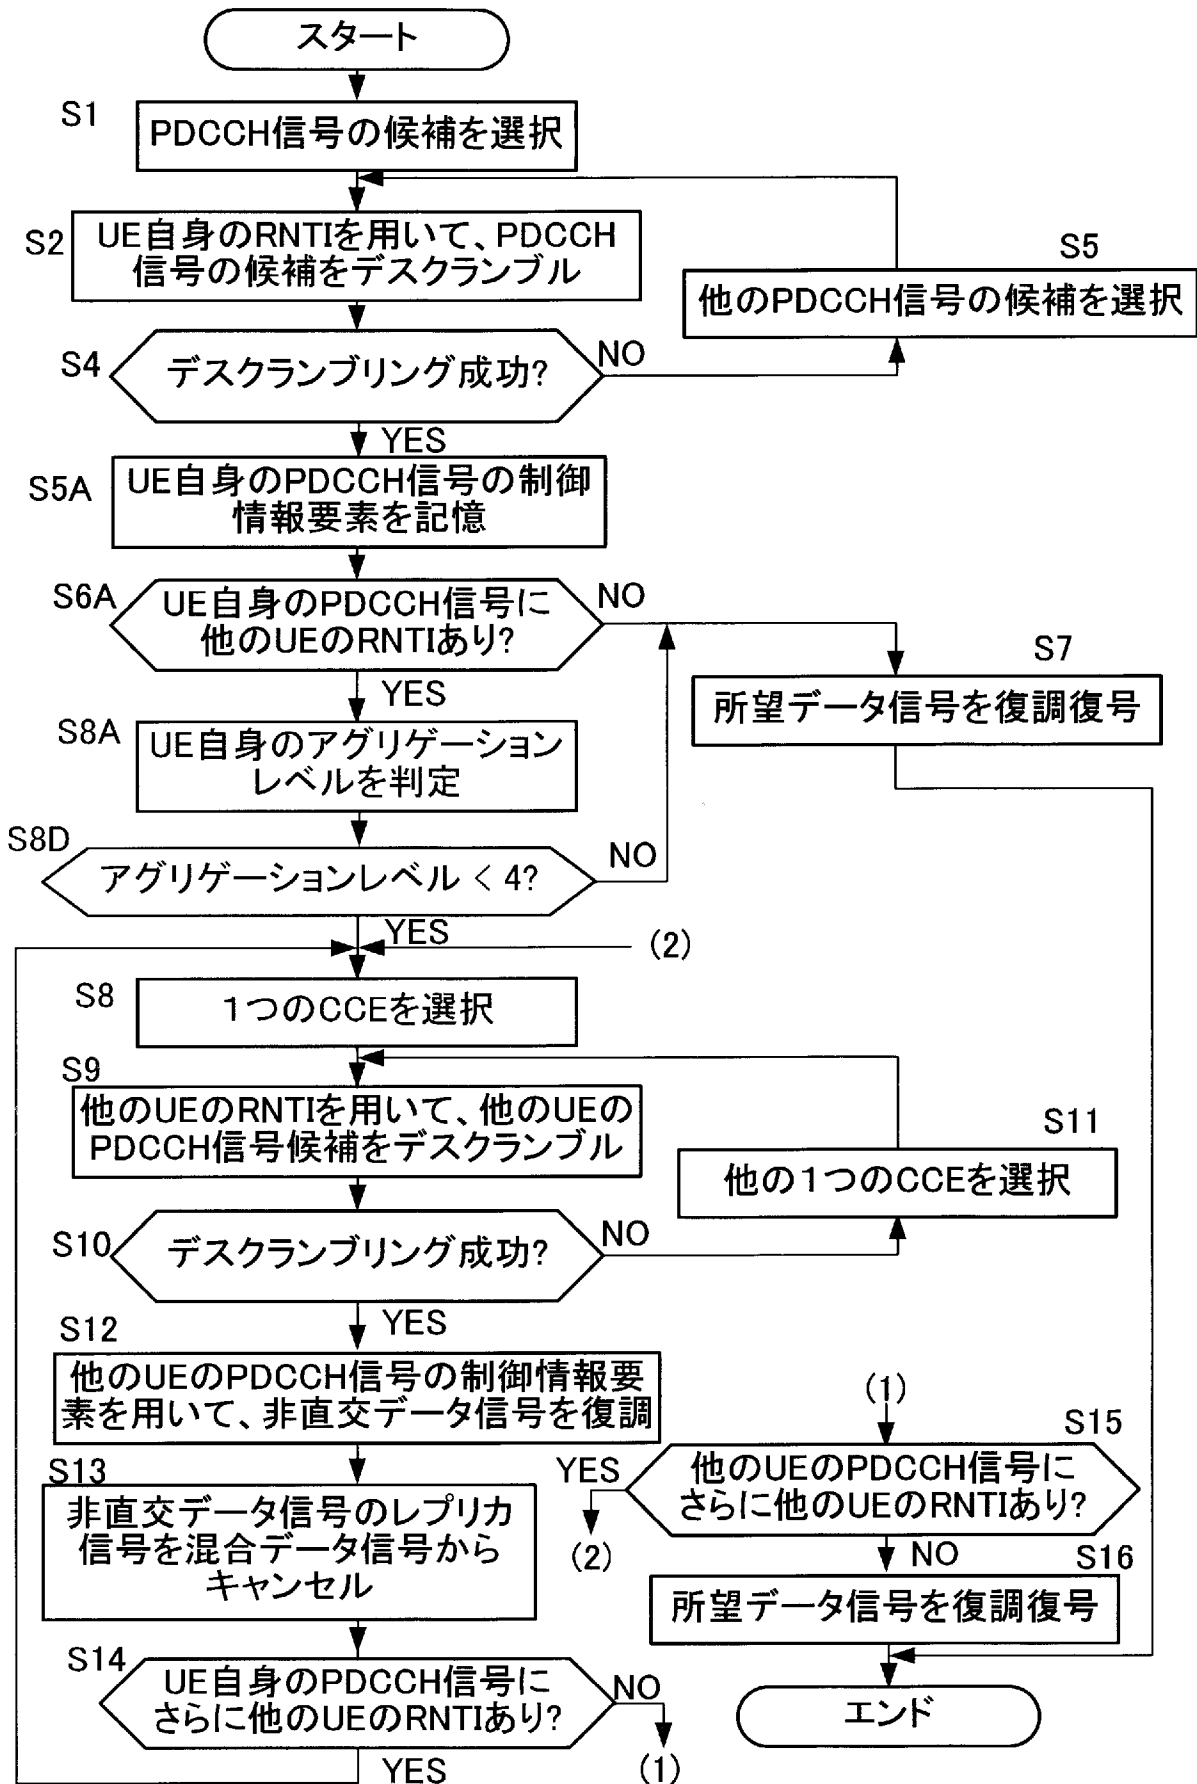 スタート
S1
PDCCH信号の候補を選択
S2
UE自身のRNTIを用いて、PDCCH
信号の候補をデスクランブル
S5
他のPDCCH信号の候補を選択
S4
デスクランブリング成功?
NO
YES
S5A
UE自身のPDCCH信号の制御
情報要素を記憶
S6A
UE自身のPDCCH信号に
他のUEのRNTIあり?
NO
YES
S7
所望データ信号を復調復号
S8A
UE自身のアグリゲーション
レベルを判定
S8D
アグリゲーションレベル < 4?
NO
YES
(2)
S8
1つのCCEを選択
S9
他のUEのRNTIを用いて、他のUEの
PDCCH信号候補をデスクランブル
S11
他の1つのCCEを選択
S10
デスクランブリング成功?
NO
YES
S12
他のUEのPDCCH信号の制御情報要
素を用いて、非直交データ信号を復調
S13
非直交データ信号のレプリカ
信号を混合データ信号から
キャンセル
S14
UE自身のPDCCH信号に
さらに他のUEのRNTIあり?
NO
(1)
YES
(1)
S15
他のUEのPDCCH信号に
さらに他のUEのRNTIあり?
YES
(2)
NO
S16
所望データ信号を復調復号
エンド